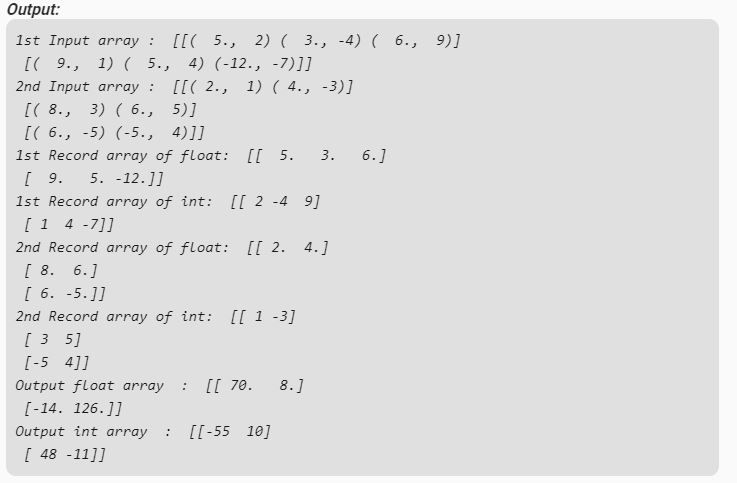 Output:
1st Input array :  [[(  5.,  2) (  3., -4) (  6.,  9)]
 [(  9.,  1) (  5.,  4) (-12., -7)]]
2nd Input array :  [[( 2.,  1) ( 4., -3)]
 [( 8.,  3) ( 6.,  5)]
 [( 6., -5) (-5.,  4)]]
1st Record array of float:  [[  5.   3.   6.]
 [  9.   5. -12.]]
1st Record array of int:  [[ 2 -4  9]
 [ 1  4 -7]]
2nd Record array of float:  [[ 2.  4.]
 [ 8.  6.]
 [ 6. -5.]]
2nd Record array of int:  [[ 1 -3]
 [ 3  5]
 [-5  4]]
Output float array  :  [[ 70.   8.]
 [-14. 126.]]
Output int array  :  [[-55  10]
 [ 48 -11]]